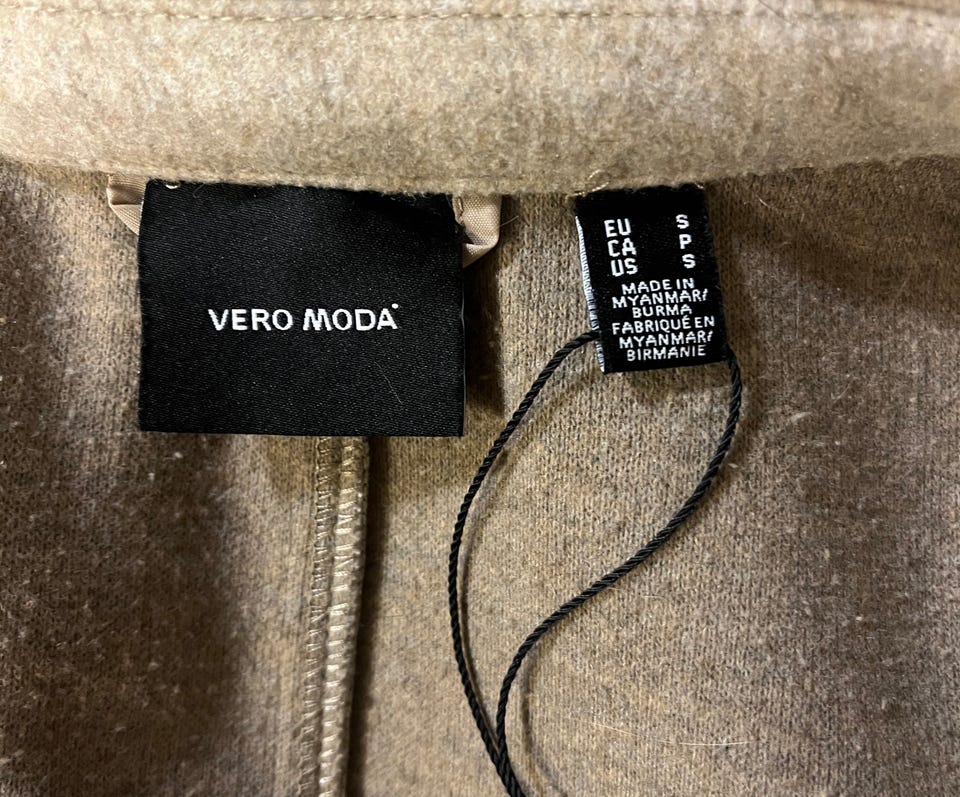 VERO MODA
EU S
CA P
US S
MADE IN
MYANMAR/
BURMA
FABRIQUÉ EN
MYANMAR/
BIRMANIE